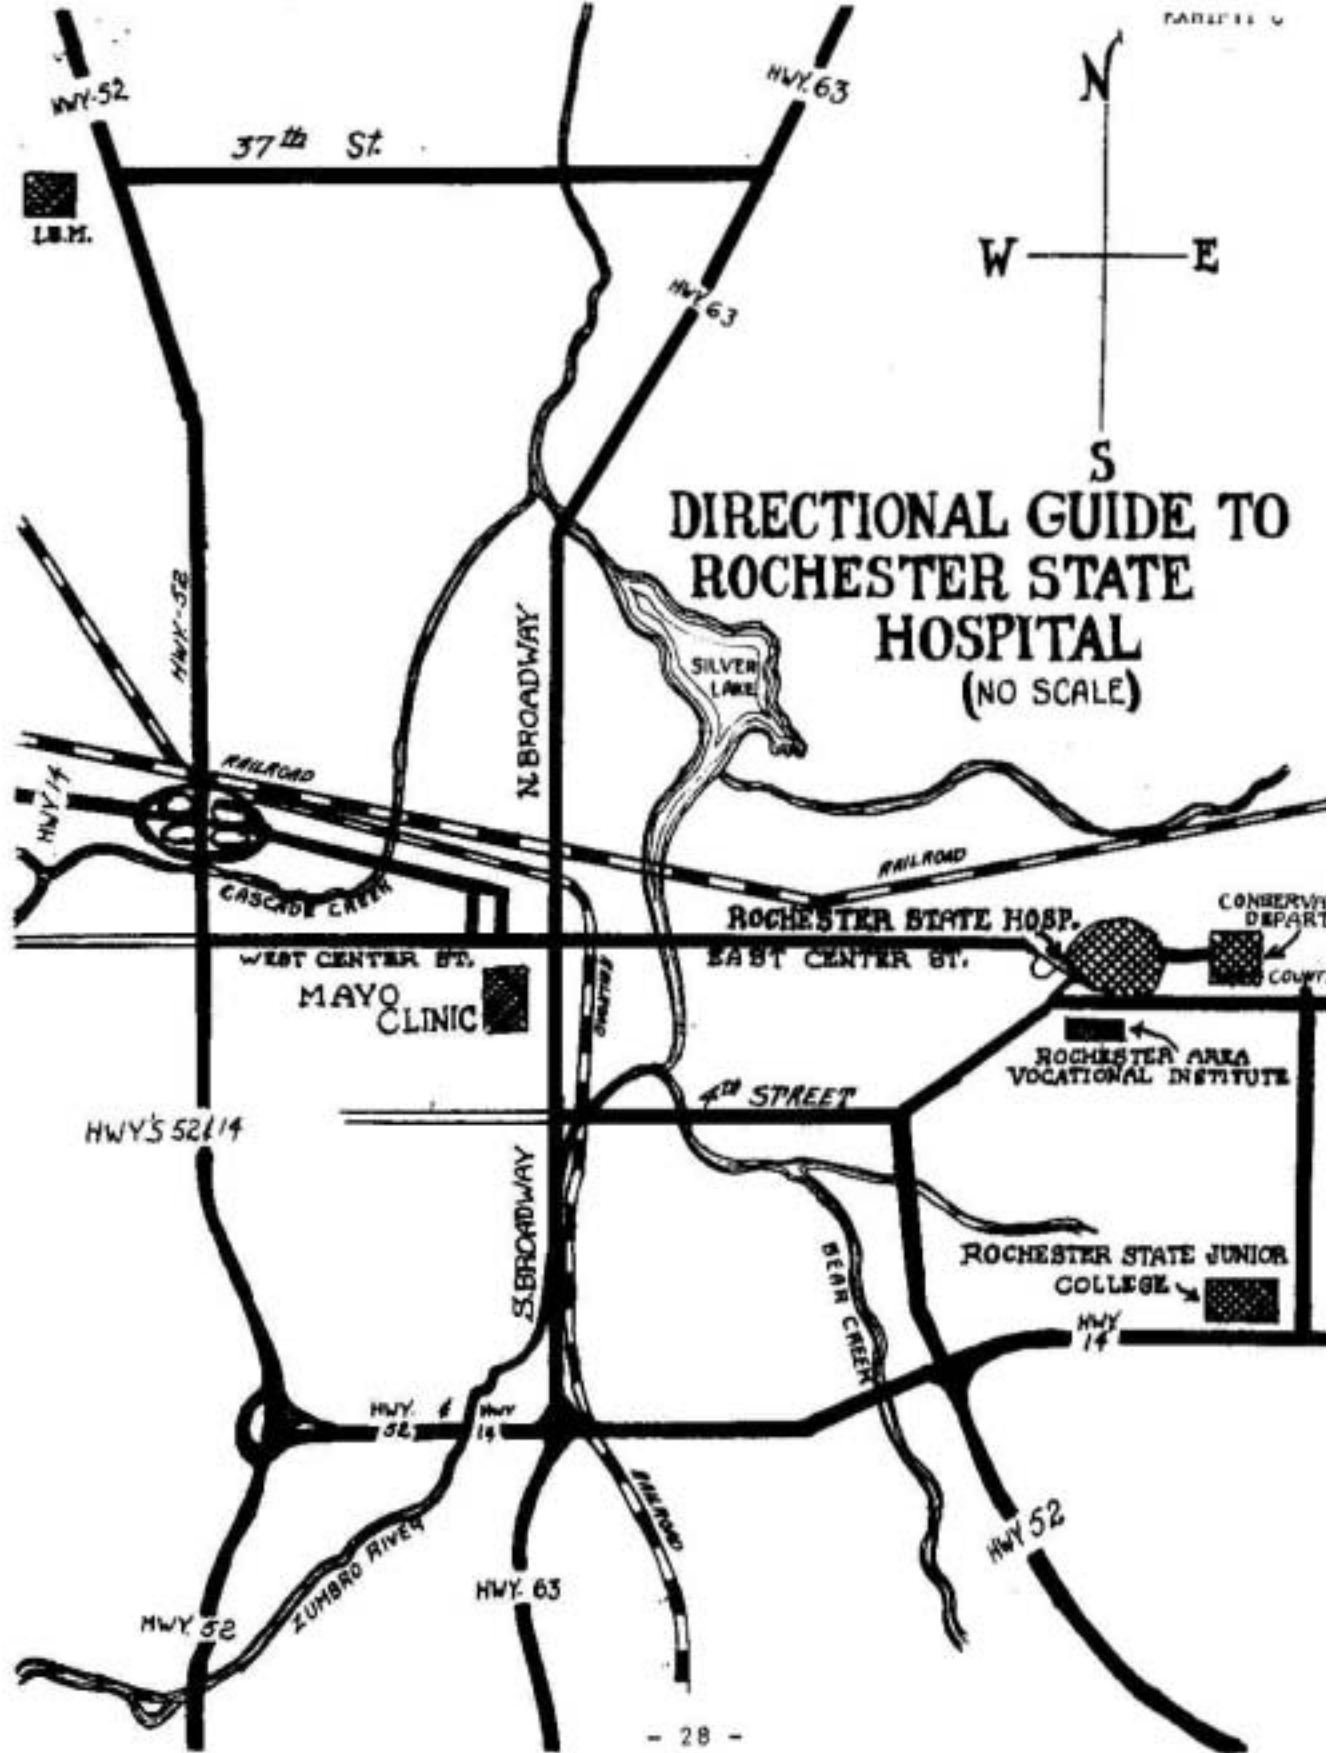 N
HWY-52
HWY. 63
37th St.
I.B.M.
W E
HWY. 63
S
DIRECTIONAL GUIDE TO
ROCHESTER STATE
HOSPITAL
(NO SCALE)
HWY-52
N. BROADWAY
SILVER
LAKE
RAILROAD
HWY 14
RAILROAD
CASCADE CREEK
ROCHESTER STATE HOSP.
WEST CENTER ST.
EAST CENTER ST.
MAYO
CLINIC
RAILROAD
ROCHESTER AREA
VOCATIONAL INSTITUTE
4TH STREET
HWY'S 52 & 14
S. BROADWAY
BEAR CREEK
ROCHESTER STATE JUNIOR
COLLEGE
HWY
14
HWY. & HWY
52 14
RAILROAD
HWY 52
ZUMBRO RIVER
HWY. 63
HWY. 52
- 28 -